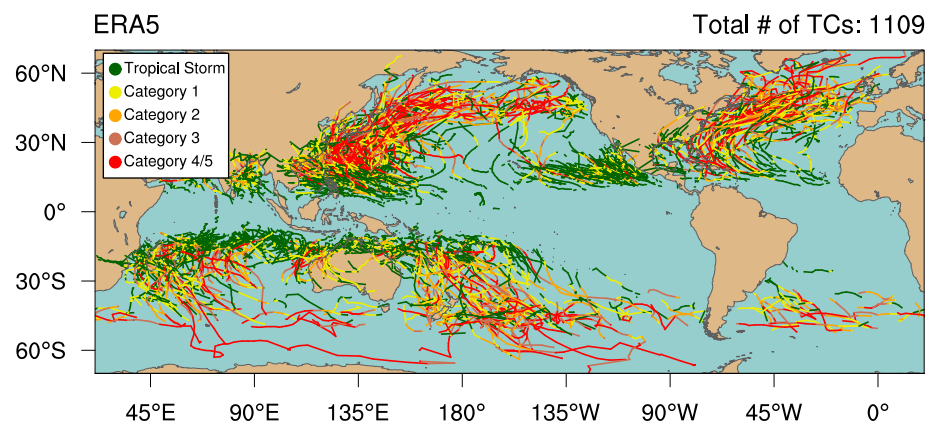 ERA5 Total # of TCs: 1109
60°N
30°N
0°
30°S
60°S
Tropical Storm
Category 1
Category 2
Category 3
Category 4/5
45°E 90°E 135°E 180° 135°W 90°W 45°W 0°